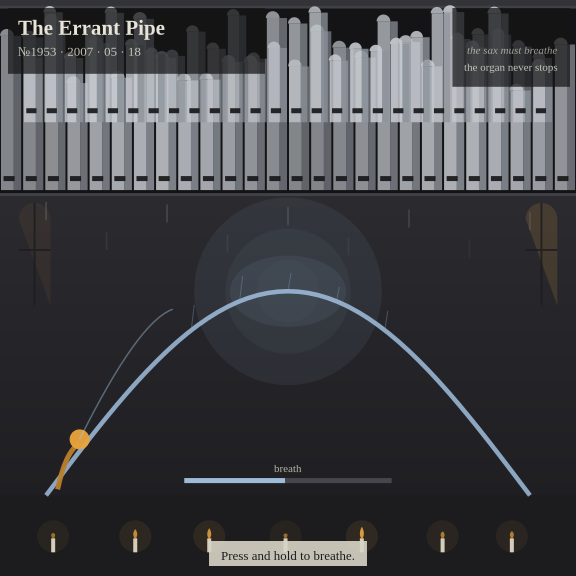 The Errant Pipe
№1953 · 2007 · 05 · 18
the sax must breathe
the organ never stops
breath
Press and hold to breathe.